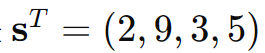 s^T = (2, 9, 3, 5)